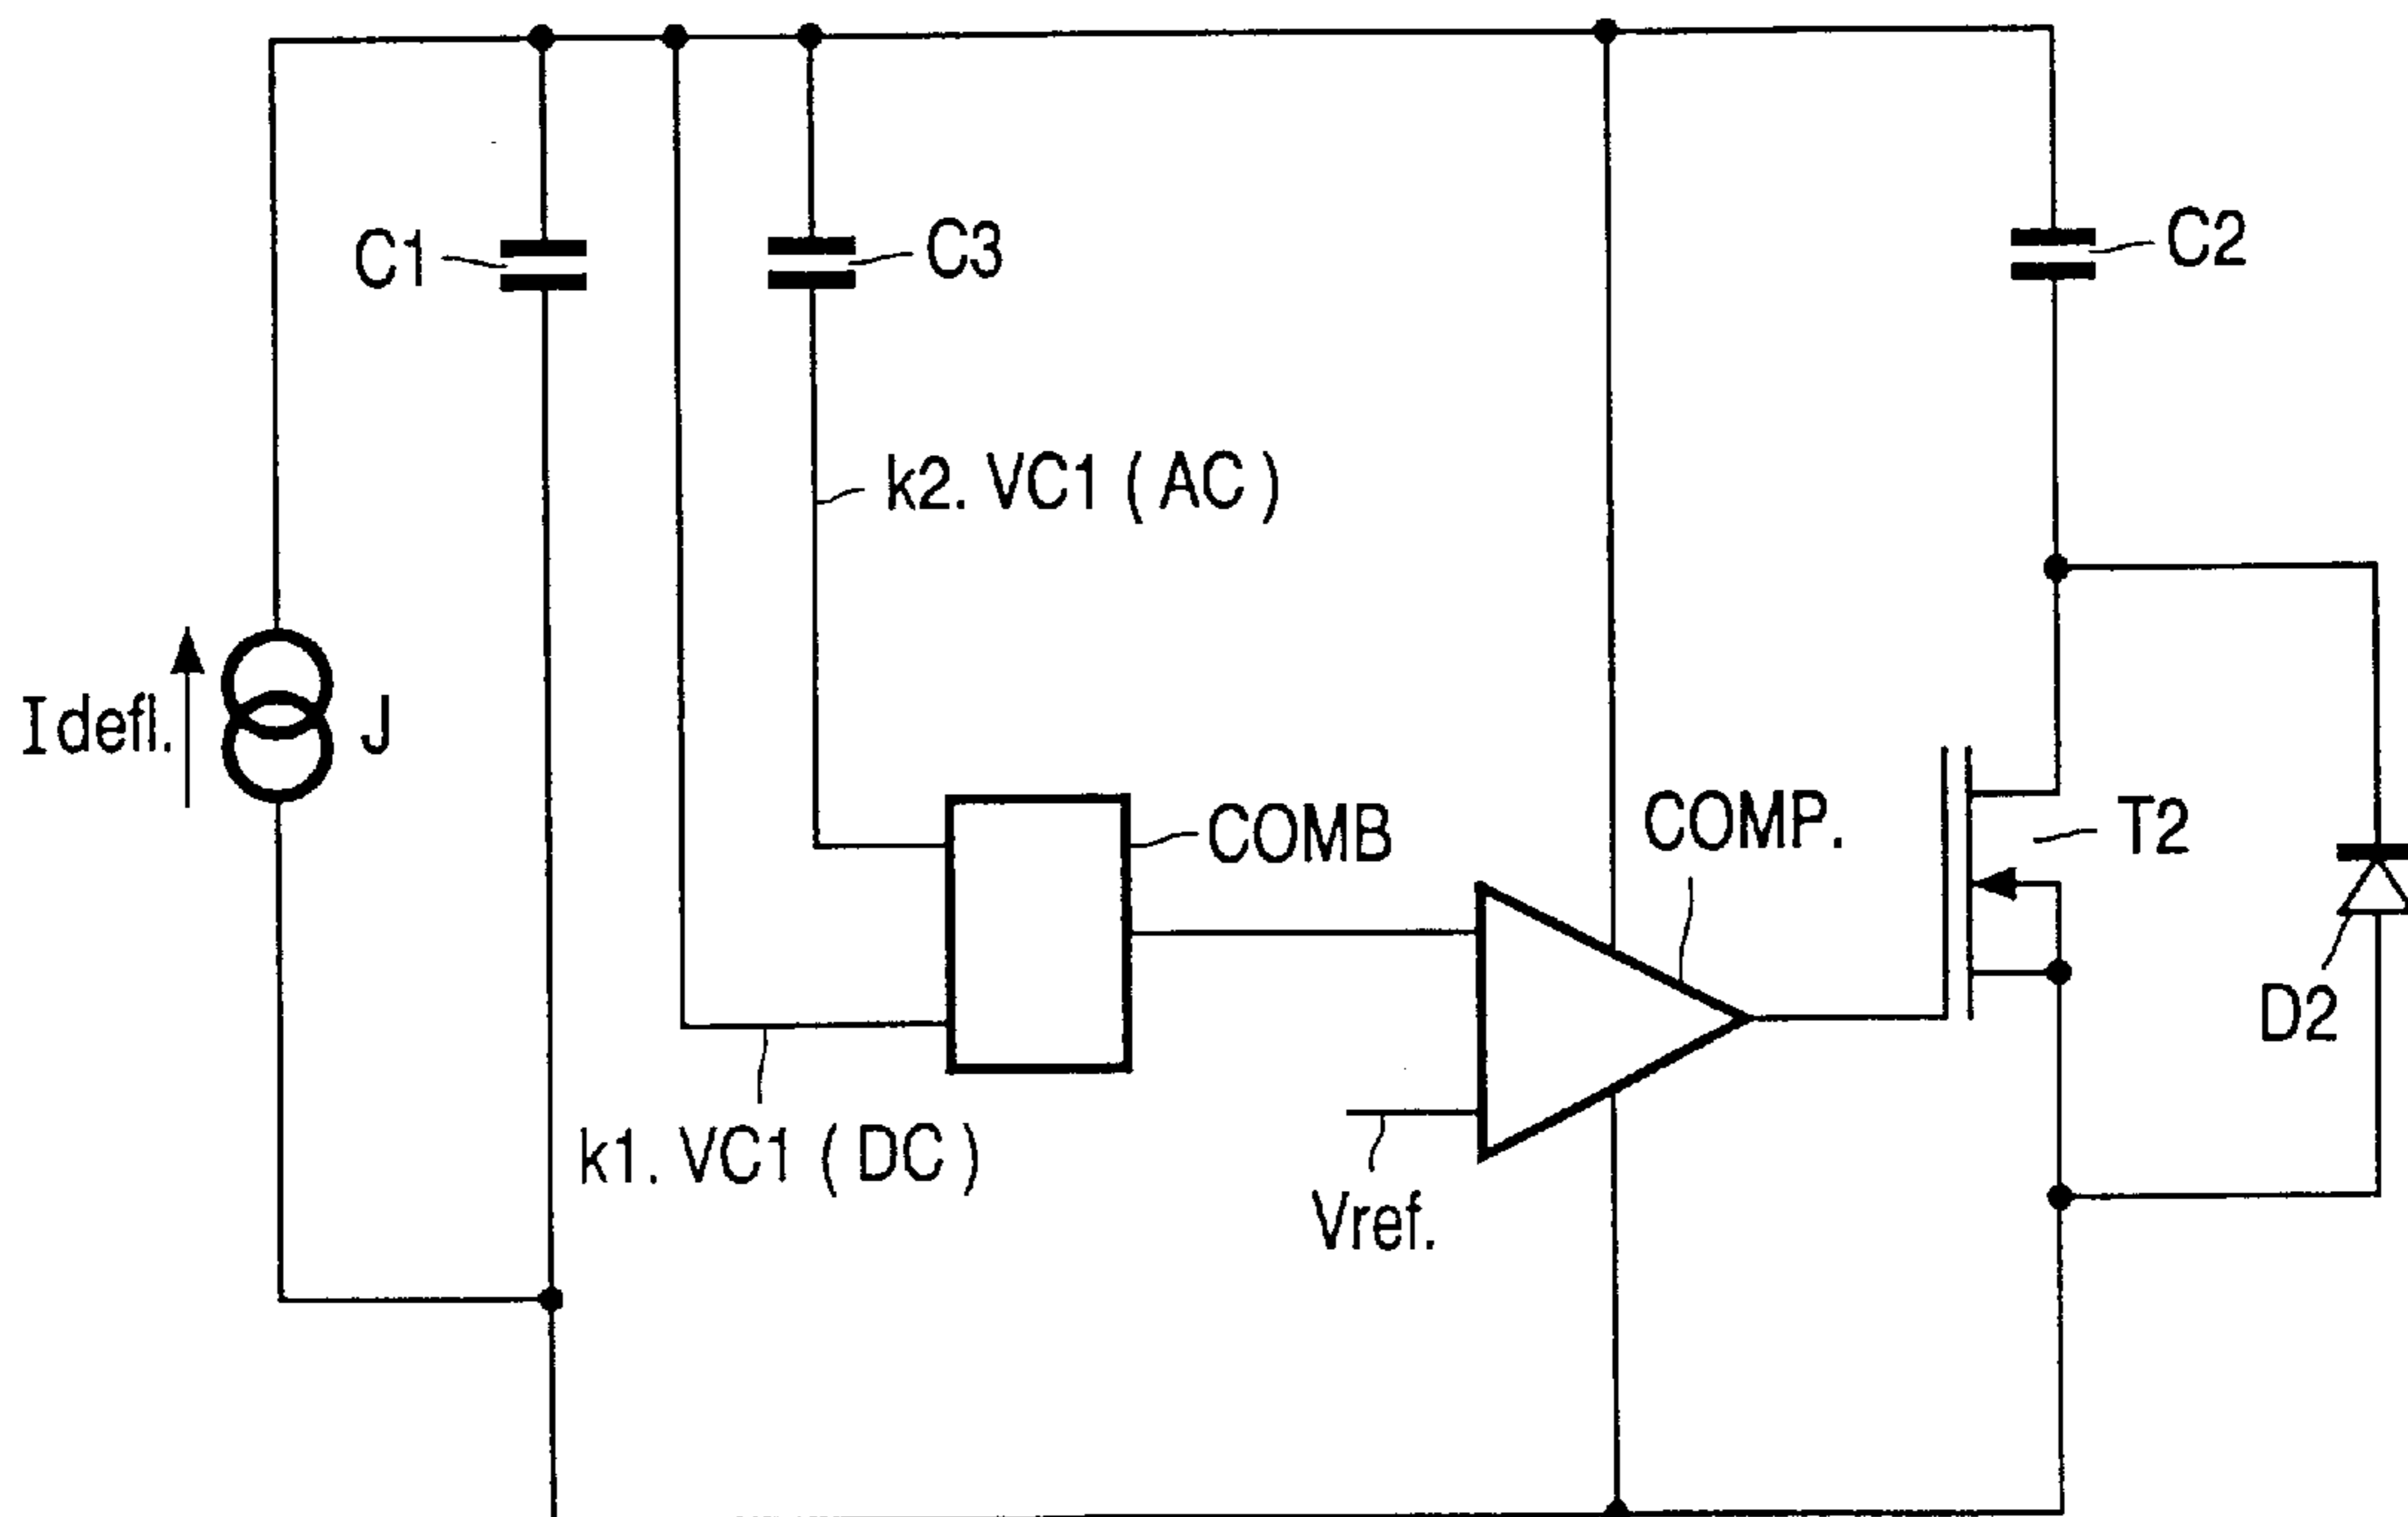 C1
C3
C2
k2. VC1 ( AC )
Idefl.
J
COMB
COMP.
T2
D2
k1. VC1 ( DC )
Vref.